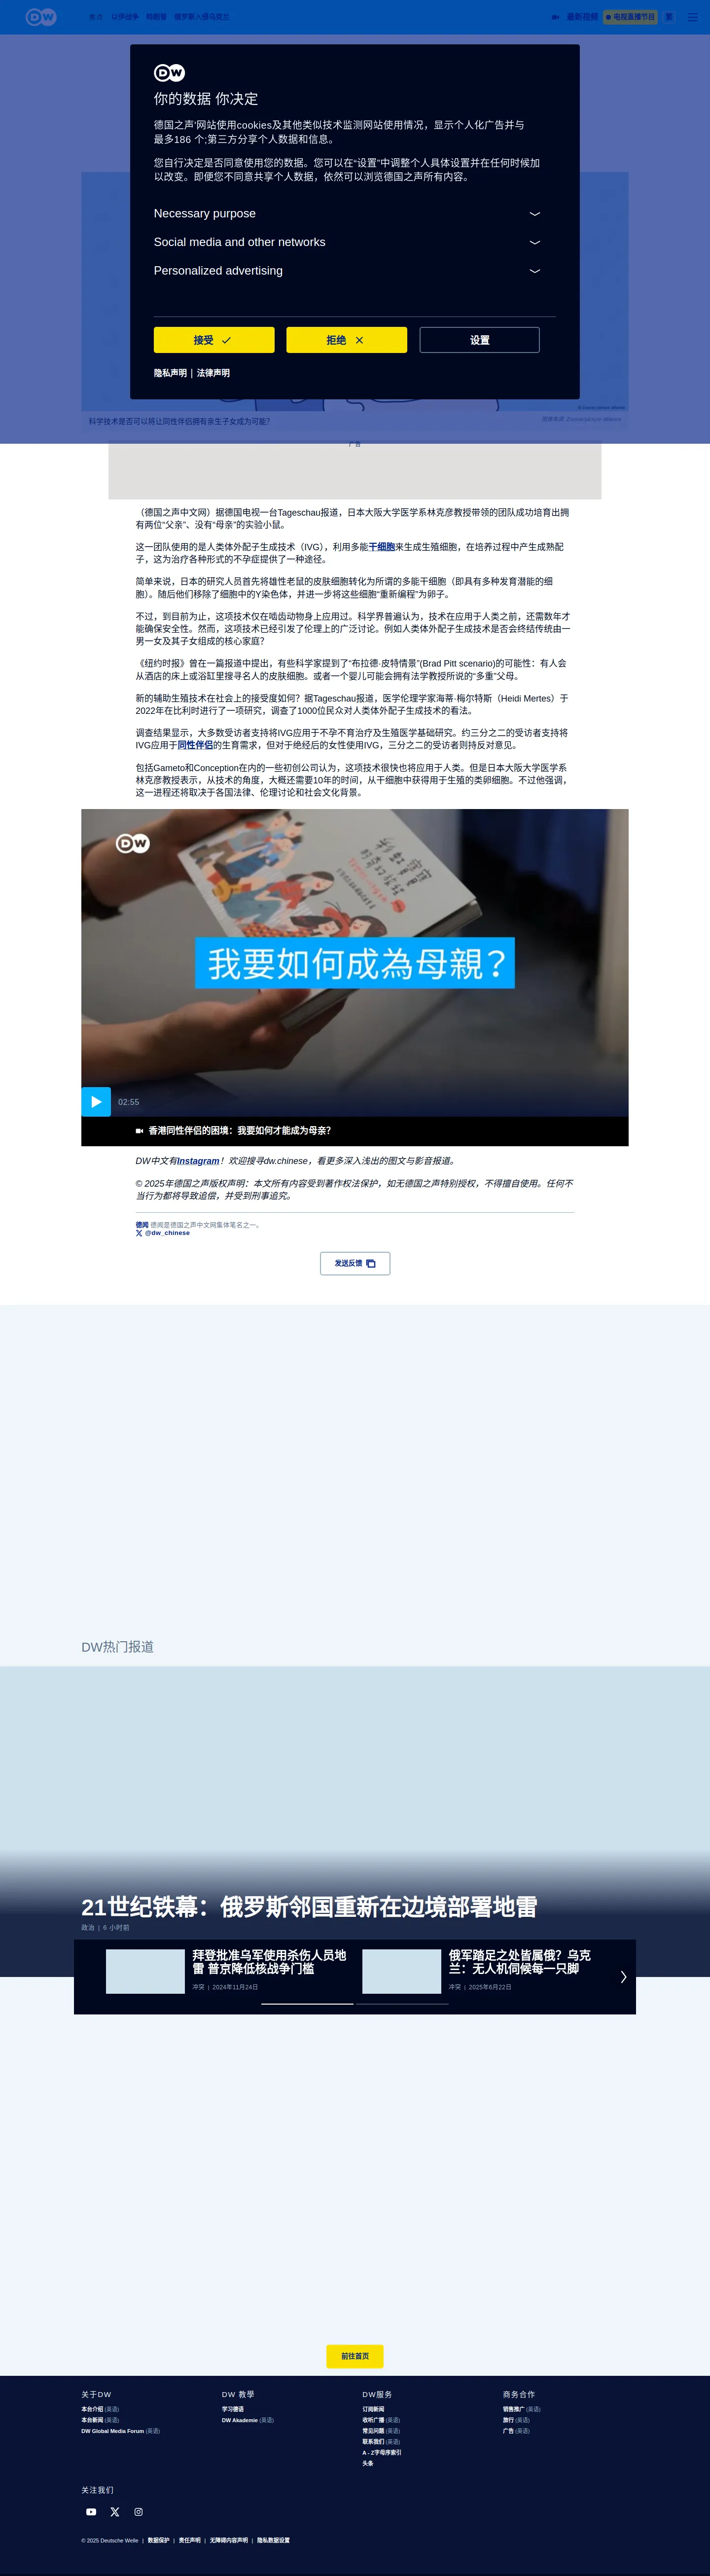 DW
以伊战争 特朗普 俄罗斯入侵乌克兰
最新视频
电视直播节目
繁
DW
你的数据 你决定
德国之声'网站使用cookies及其他类似技术监测网站使用情况，显示个人化广告并与
最多186 个;第三方分享个人数据和信息。
您自行决定是否同意使用您的数据。您可以在“设置”中调整个人具体设置并在任何时候加
以改变。即便您不同意共享个人数据，依然可以浏览德国之声所有内容。
Necessary purpose
Social media and other networks
Personalized advertising
接受
拒绝
设置
隐私声明 | 法律声明
科学技术是否可以将让同性伴侣拥有亲生子女成为可能？
广告
（德国之声中文网）据德国电视一台Tageschau报道，日本大阪大学医学系林克彦教授带领的团队成功培育出拥
有两位“父亲”、没有“母亲”的实验小鼠。
这一团队使用的是人类体外配子生成技术（IVG），利用多能干细胞来生成生殖细胞，在培养过程中产生成熟配
子，这为治疗各种形式的不孕症提供了一种途径。
简单来说，日本的研究人员首先将雄性老鼠的皮肤细胞转化为所谓的多能干细胞（即具有多种发育潜能的细
胞）。随后他们移除了细胞中的Y染色体，并进一步将这些细胞“重新编程”为卵子。
不过，到目前为止，这项技术仅在啮齿动物身上应用过。科学界普遍认为，技术在应用于人类之前，还需数年才
能确保安全性。然而，这项技术已经引发了伦理上的广泛讨论。例如人类体外配子生成技术是否会终结传统由一
男一女及其子女组成的核心家庭？
《纽约时报》曾在一篇报道中提出，有些科学家提到了“布拉德·皮特情景”(Brad Pitt scenario)的可能性：有人会
从酒店的床上或浴缸里搜寻名人的皮肤细胞。或者一个婴儿可能会拥有法学教授所说的“多重”父母。
新的辅助生殖技术在社会上的接受度如何？据Tageschau报道，医学伦理学家海蒂·梅尔特斯（Heidi Mertes）于
2022年在比利时进行了一项研究，调查了1000位民众对人类体外配子生成技术的看法。
调查结果显示，大多数受访者支持将IVG应用于不孕不育治疗及生殖医学基础研究。约三分之二的受访者支持将
IVG应用于同性伴侣的生育需求，但对于绝经后的女性使用IVG，三分之二的受访者则持反对意见。
包括Gameto和Conception在内的一些初创公司认为，这项技术很快也将应用于人类。但是日本大阪大学医学系
林克彦教授表示，从技术的角度，大概还需要10年的时间，从干细胞中获得用于生殖的类卵细胞。不过他强调，
这一进程还将取决于各国法律、伦理讨论和社会文化背景。
DW
我要如何成為母親？
02:55
香港同性伴侣的困境：我要如何才能成为母亲？
DW中文有Instagram！欢迎搜寻dw.chinese，看更多深入浅出的图文与影音报道。
© 2025年德国之声版权声明：本文所有内容受到著作权法保护，如无德国之声特别授权，不得擅自使用。任何不
当行为都将导致追偿，并受到刑事追究。
德闻 德闻是德国之声中文网集体笔名之一。
@dw_chinese
发送反馈
DW热门报道
21世纪铁幕：俄罗斯邻国重新在边境部署地雷
政治 | 6 小时前
拜登批准乌军使用杀伤人员地
雷 普京降低核战争门槛
冲突 | 2024年11月24日
俄军踏足之处皆属俄？乌克
兰：无人机伺候每一只脚
冲突 | 2025年6月22日
前往首页
关于DW
本台介绍 (英语)
本台新闻 (英语)
DW Global Media Forum (英语)
DW 教學
学习德语
DW Akademie (英语)
DW服务
订阅新闻
收听广播 (英语)
常见问题 (英语)
联系我们 (英语)
A - Z字母序索引
头条
商务合作
销售推广 (英语)
旅行 (英语)
广告 (英语)
关注我们
© 2025 Deutsche Welle | 数据保护 | 责任声明 | 无障碍内容声明 | 隐私数据设置